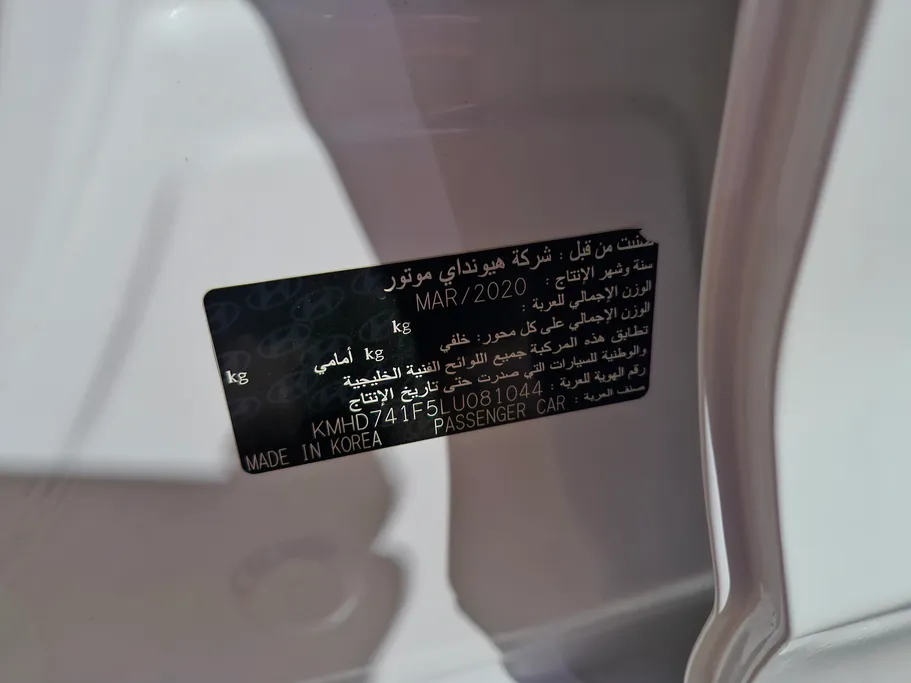 صنعت من قبل : شركة هيونداي موتور
سنة وشهر الإنتاج : MAR/2020
الوزن الإجمالي للعربة : kg
الوزن الإجمالي على كل محور: خلفي kg أمامي kg
تطابق هذه المركبة جميع اللوائح الفنية الخليجية
والوطنية للسيارات التي صدرت حتى تاريخ الإنتاج
رقم الهوية للعربة : KMHD741F5LU081044
صنف العربة : PASSENGER CAR MADE IN KOREA